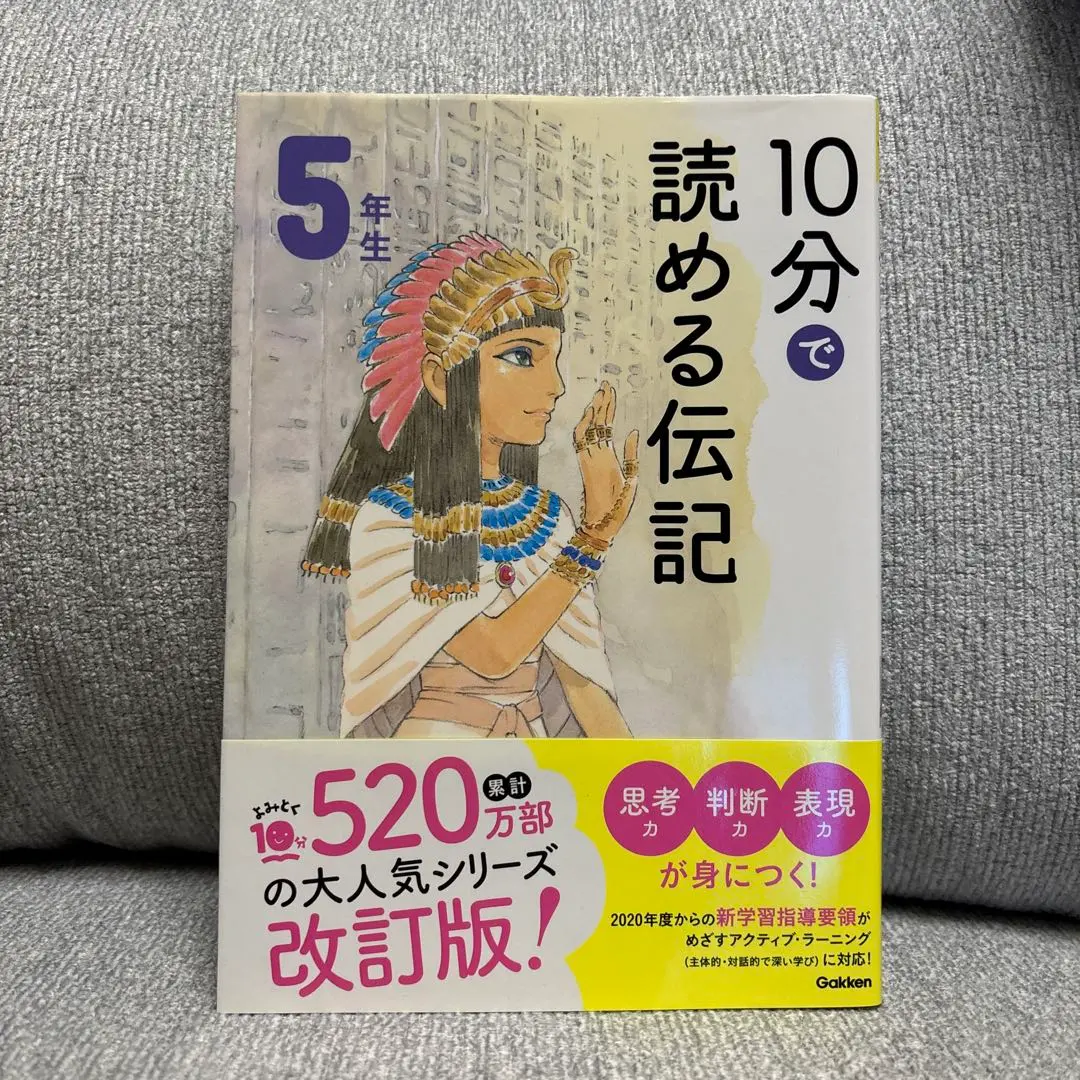 10分で
読める伝記
5年生
よみとく
10分
累計
520万部
の大人気シリーズ
改訂版!
思考力
判断力
表現力
が身につく!
2020年度からの新学習指導要領が
めざすアクティブ・ラーニング
(主体的・対話的で深い学び)に対応!
Gakken